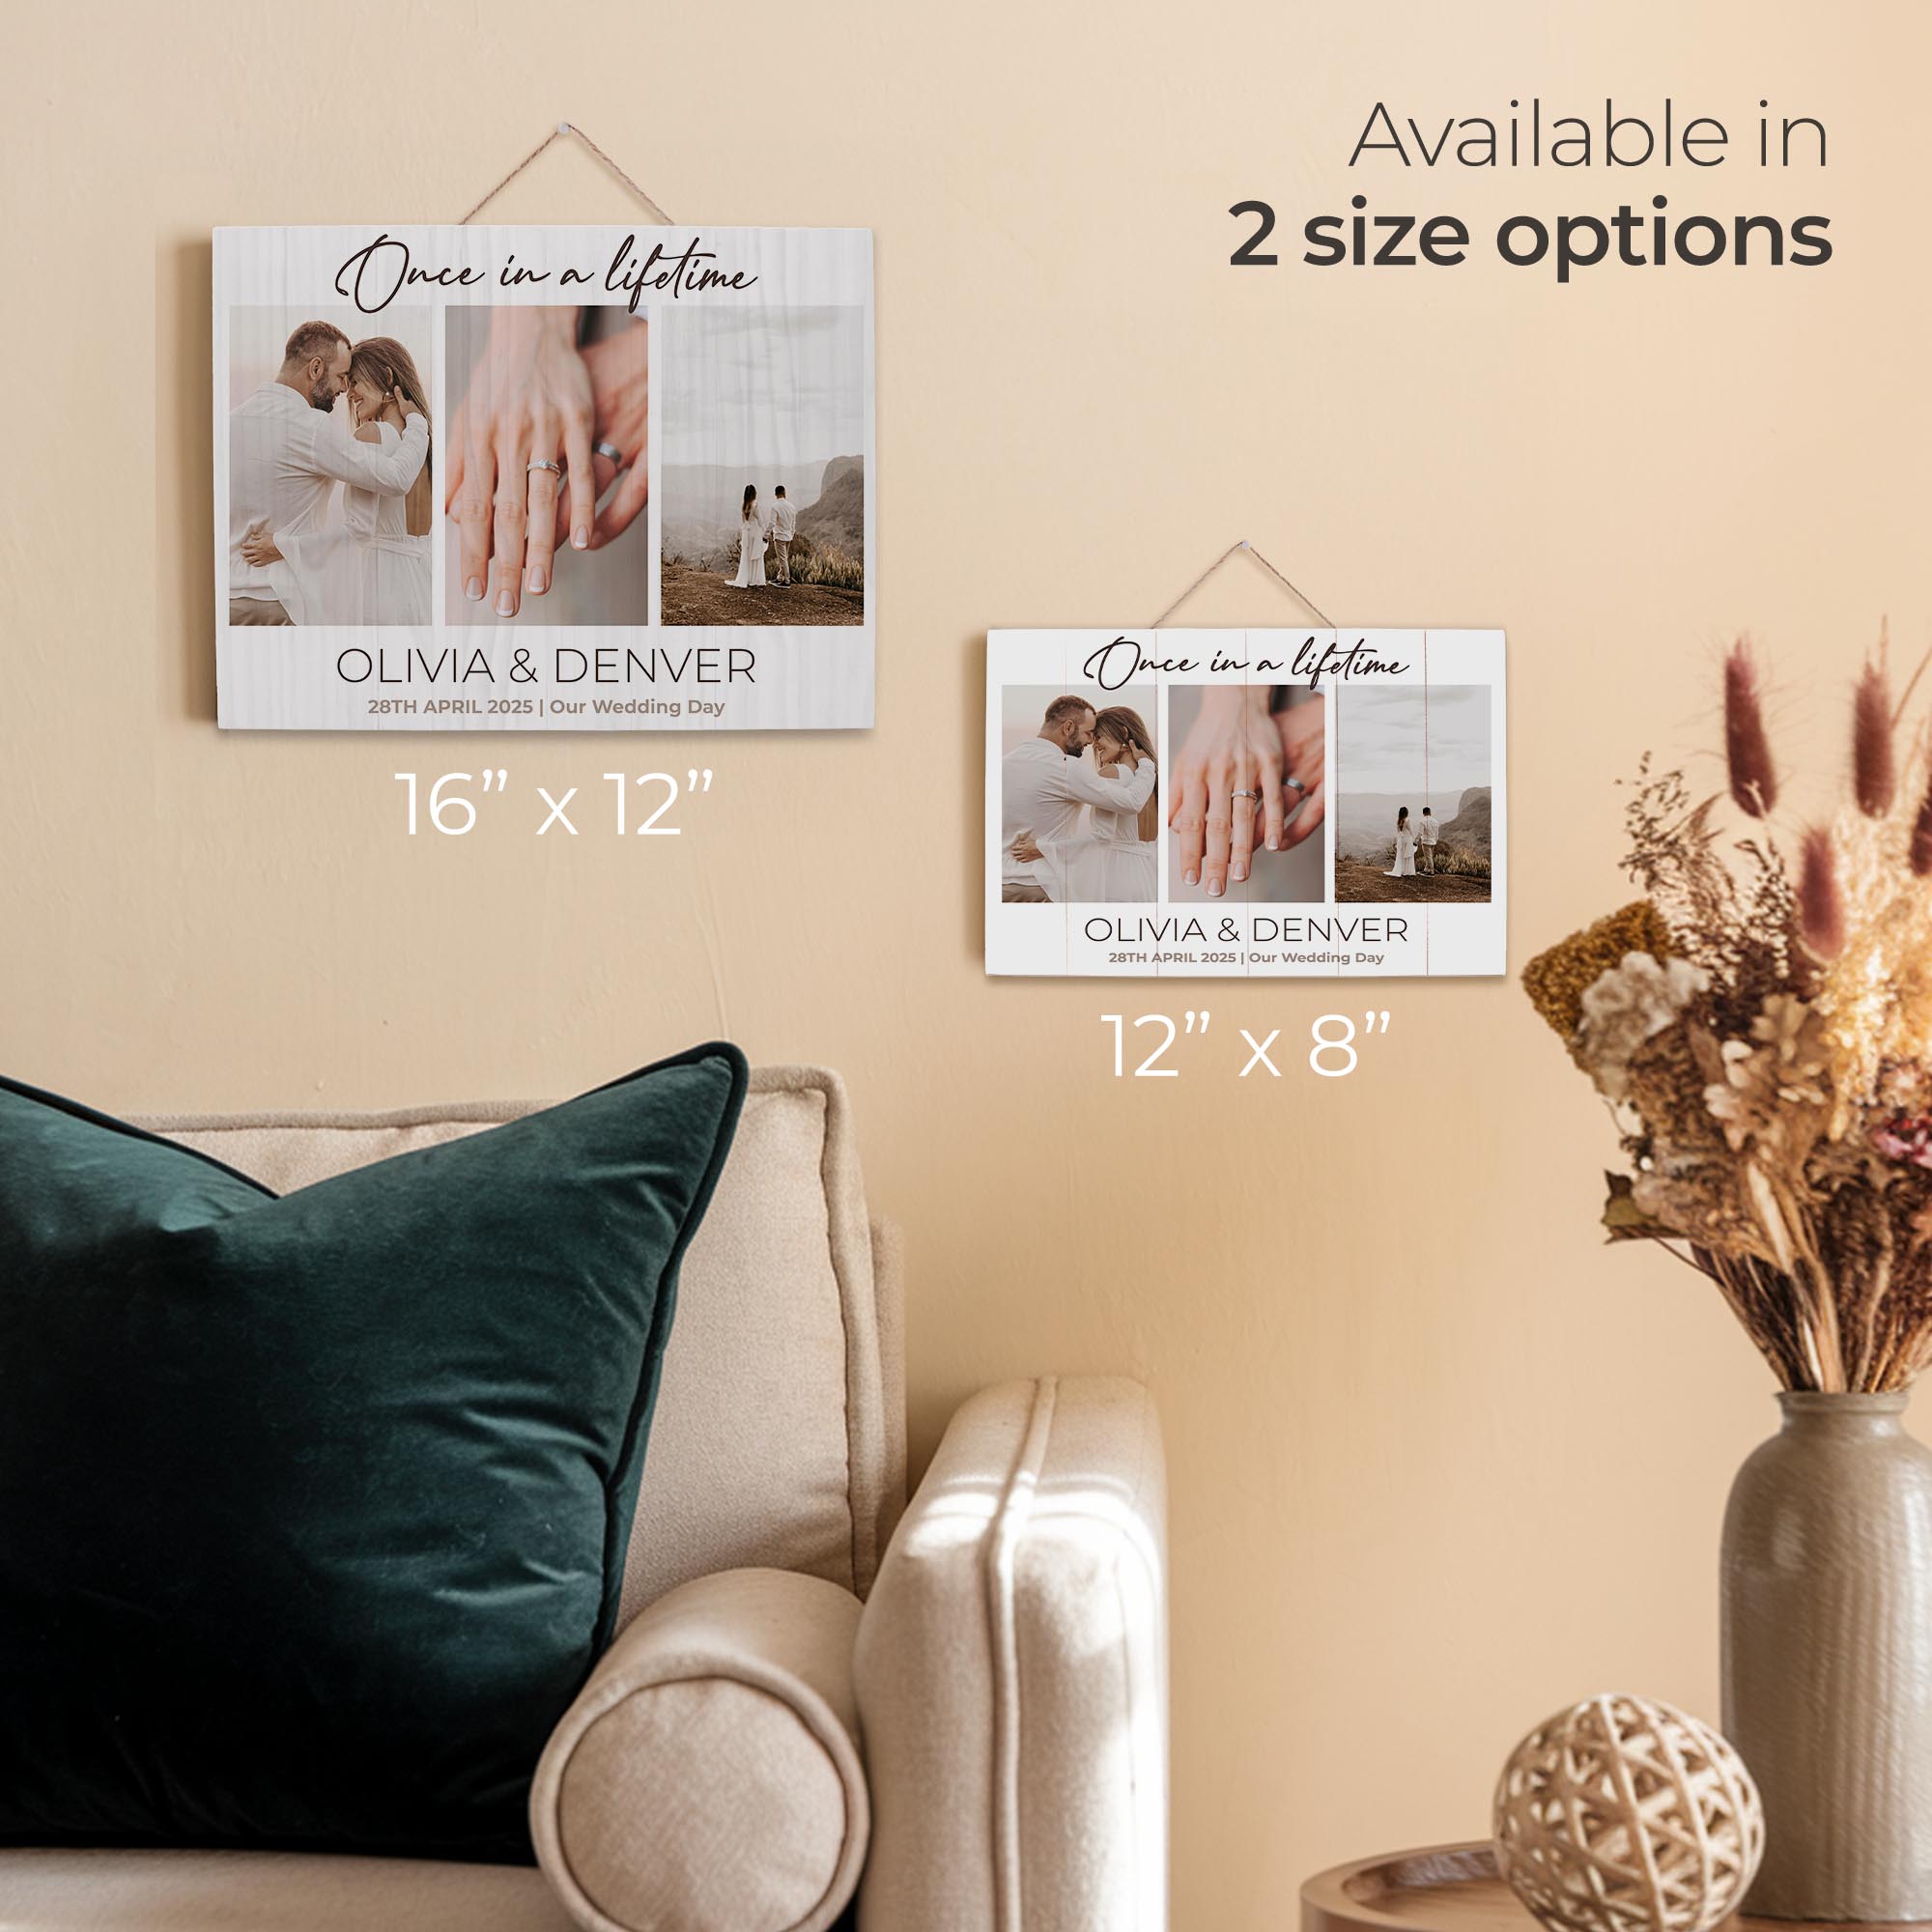 Available in
2 size options
Once in a lifetime
OLIVIA & DENVER
28TH APRIL 2025 | Our Wedding Day
16” x 12”
Once in a lifetime
OLIVIA & DENVER
28TH APRIL 2025 | Our Wedding Day
12” x 8”